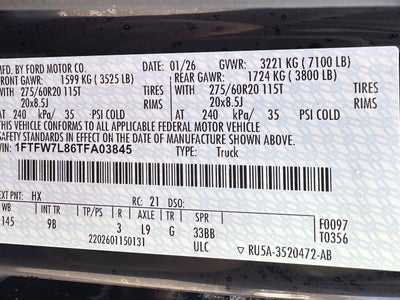 MFD. BY FORD MOTOR CO. 01/26 GVWR: 3221 KG ( 7100 LB)
FRONT GAWR: 1599 KG ( 3525 LB) REAR GAWR: 1724 KG ( 3800 LB)
WITH 275/60R20 115T WITH 275/60R20 115T TIRES
20x8.5J RIMS 20x8.5J RIMS
AT 240 kPa/ 35 PSI COLD AT 240 kPa/ 35 PSI COLD
THIS VEHICLE CONFORMS TO ALL APPLICABLE FEDERAL MOTOR VEHICLE
SAFETY STANDARDS IN EFFECT ON THE DATE OF MANUFACTURE SHOWN ABOVE.
VIN: 1FTFW7L86TFA03845 TYPE: Truck
EXT PNT: HX RC: 21 DSO:
WB BRK INT TR TP/PS R AXLE TR SPR F0097
145 9B 3 L9 G 33BB T0356
2202601150131 ULC ▽ RU5A-3520472-AB